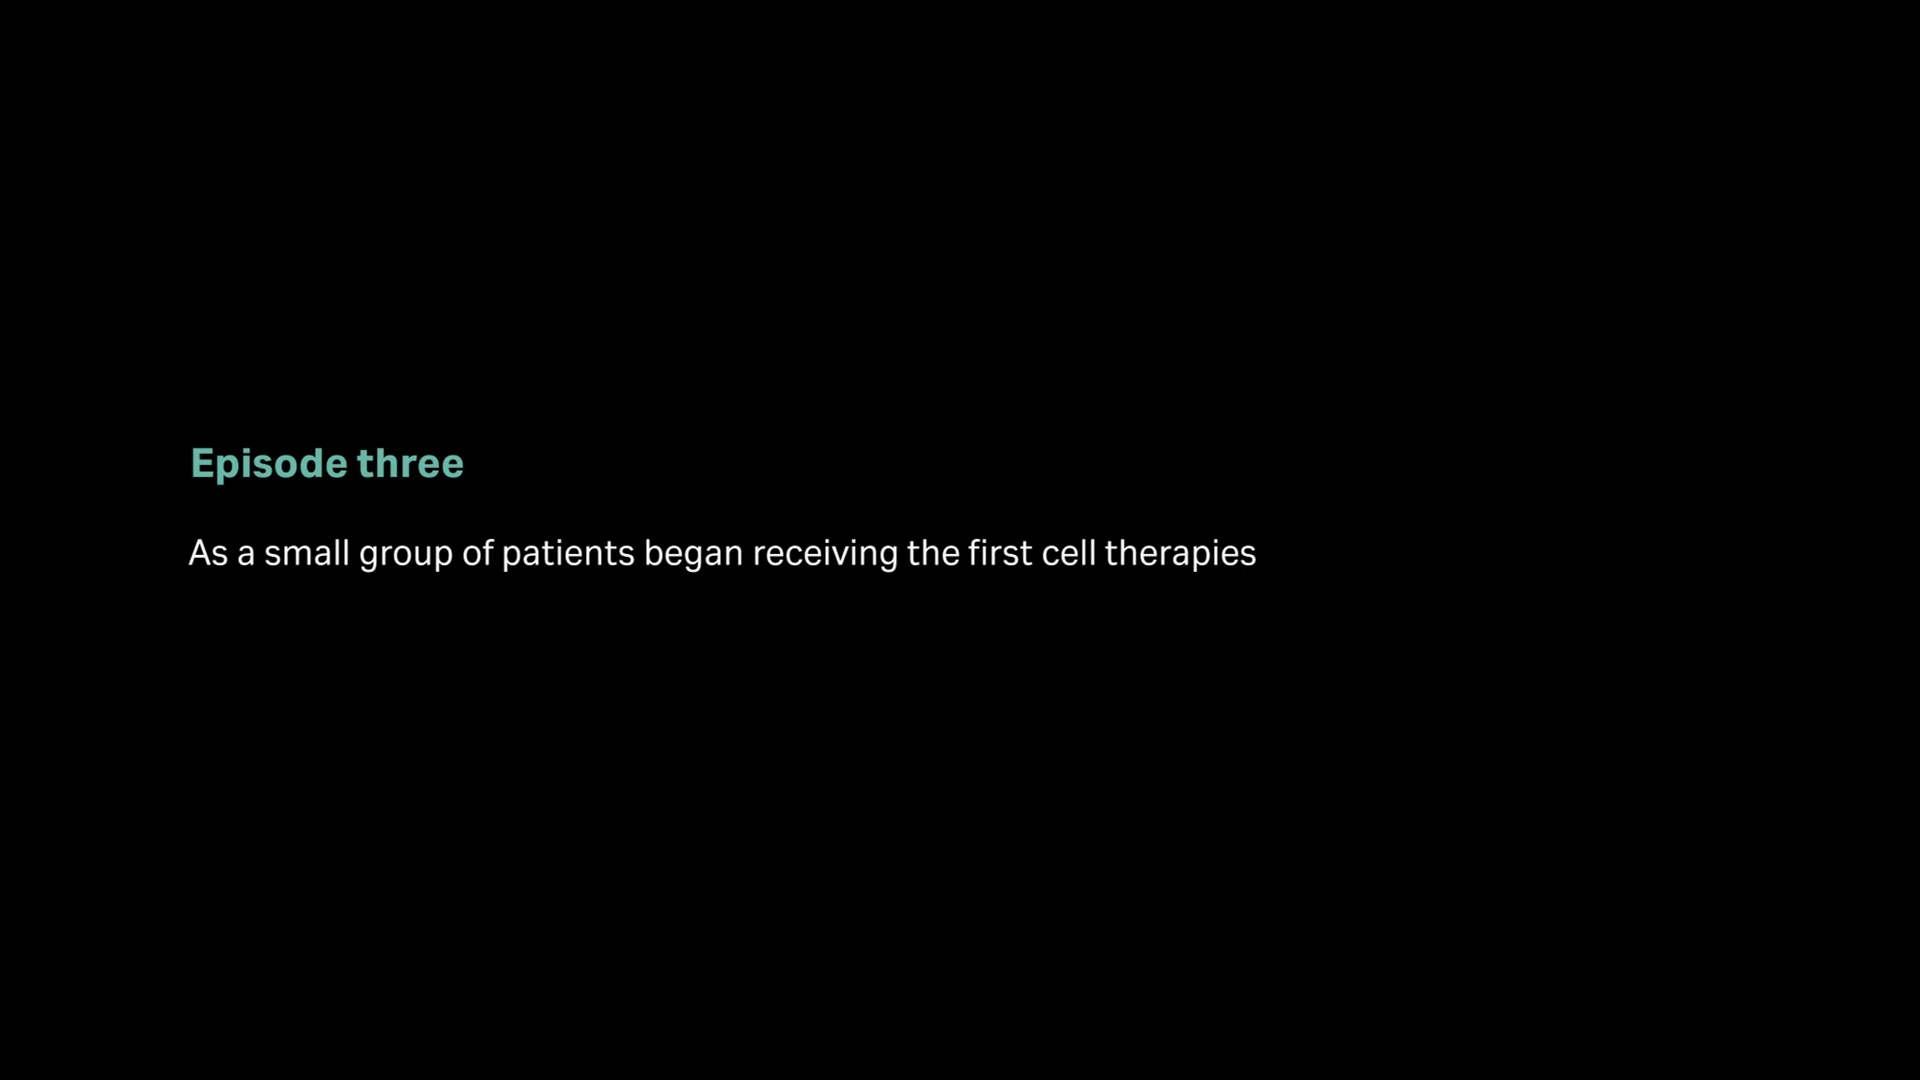 Episode three
As a small group of patients began receiving the first cell therapies